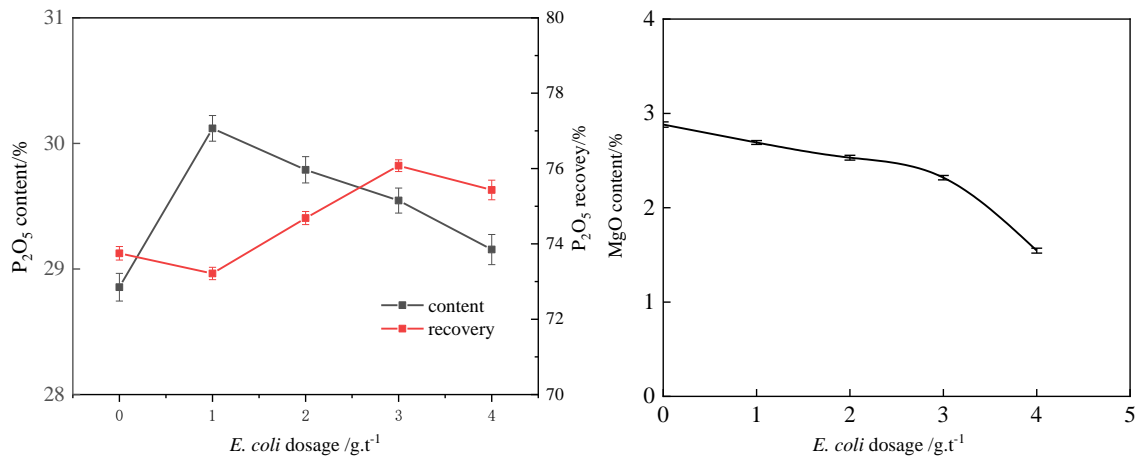 31
30
29
28
P₂O₅ content/%
80
78
76
74
72
70
P₂O₅ recovey/%
content
recovery
0 1 2 3 4
E. coli dosage /g.t⁻¹
4
3
2
1
0
MgO content/%
0 1 2 3 4 5
E. coli dosage /g.t⁻¹